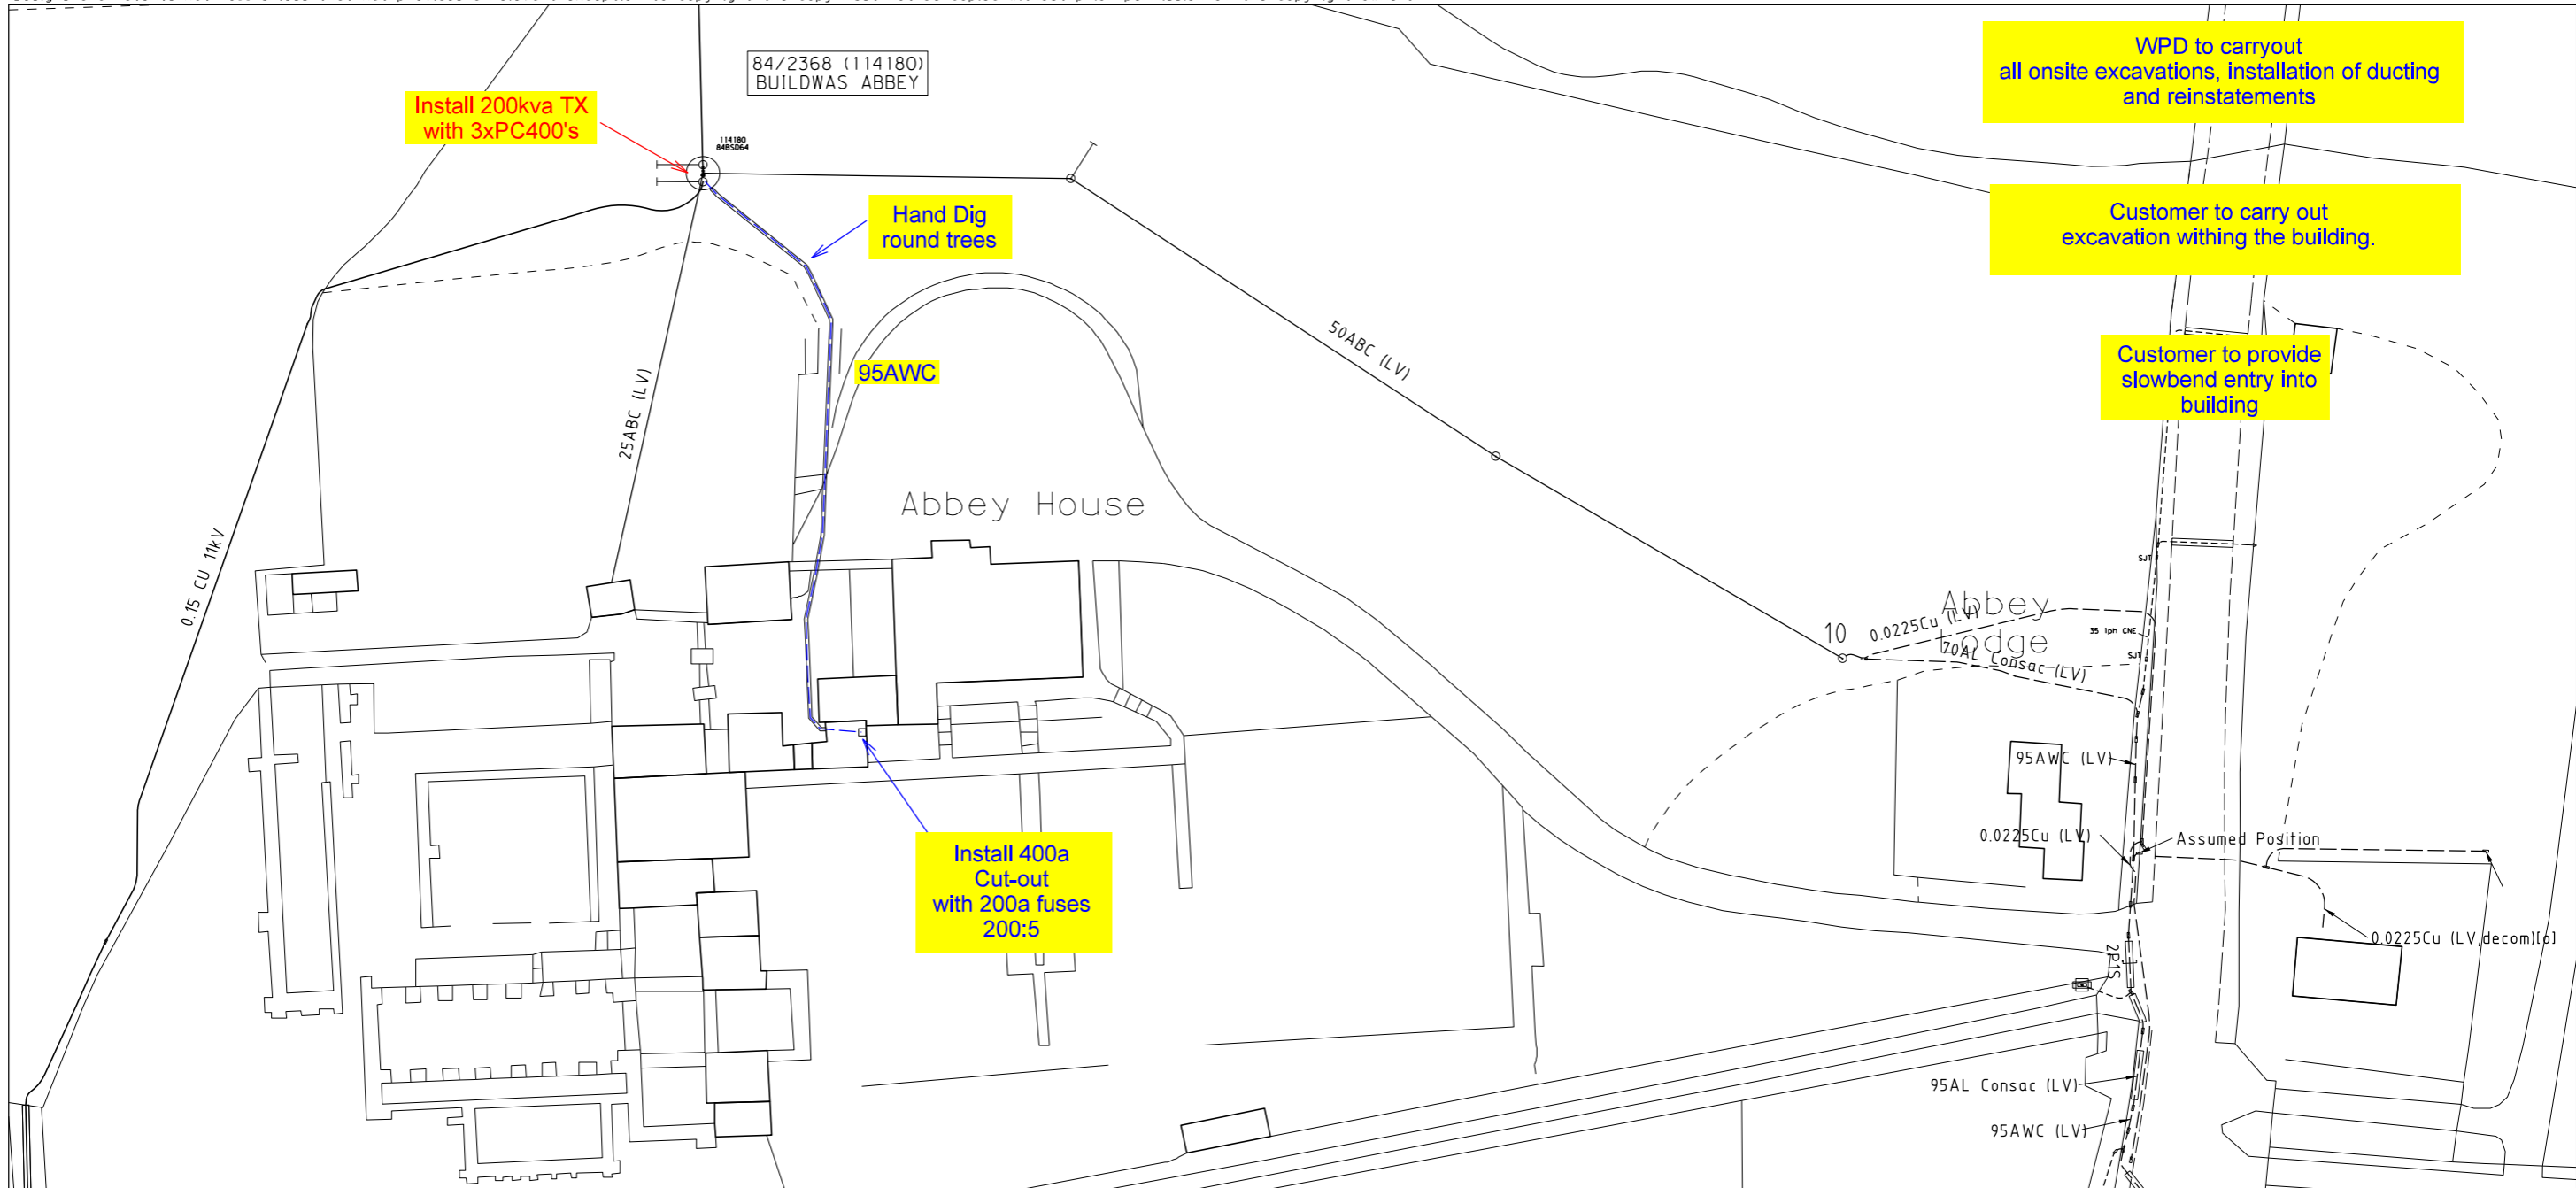 84/2368 (114180)
BUILDWAS ABBEY
WPD to carryout
all onsite excavations, installation of ducting
and reinstatements
Install 200kva TX
with 3xPC400's
114180
84BSD64
Hand Dig
round trees
Customer to carry out
excavation withing the building.
50ABC (LV)
Customer to provide
slowbend entry into
building
95AWC
25ABC (LV)
Abbey House
0.15 CU 11kV
SJT
Abbey
Lodge
10
0.0225Cu (LV)
35 1ph CNE
SJT
70AL Consac (LV)
95AWC (LV)
0.0225Cu (LV)
Assumed Position
Install 400a
Cut-out
with 200a fuses
200:5
0.0225Cu (LV,decom)[o]
2P1S
95AL Consac (LV)
95AWC (LV)